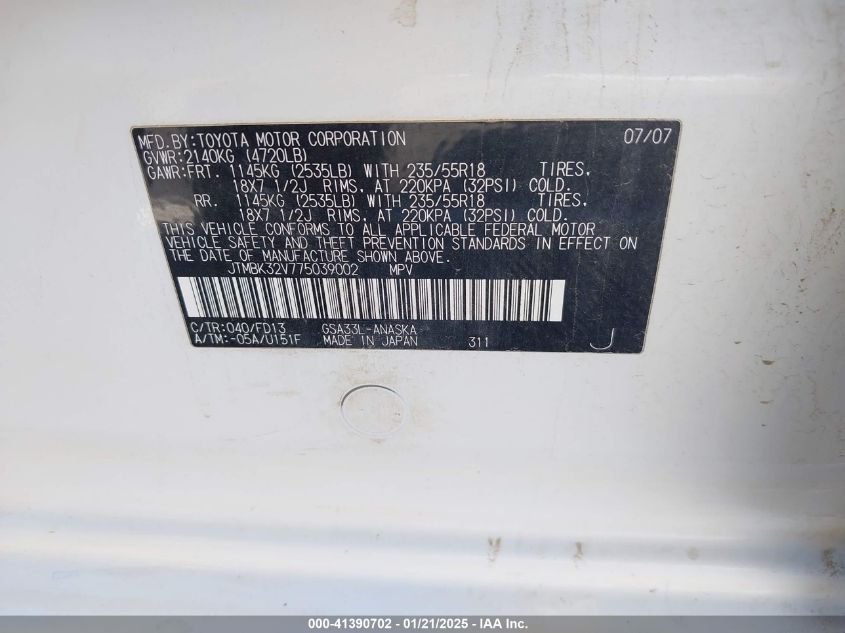 MFD.BY:TOYOTA MOTOR CORPORATION 07/07
GVWR:2140KG (4720LB)
GAWR:FRT. 1145KG (2535LB) WITH 235/55R18 TIRES,
18X7 1/2J RIMS, AT 220KPA (32PSI) COLD.
RR. 1145KG (2535LB) WITH 235/55R18 TIRES,
18X7 1/2J RIMS, AT 220KPA (32PSI) COLD.
THIS VEHICLE CONFORMS TO ALL APPLICABLE FEDERAL MOTOR
VEHICLE SAFETY AND THEFT PREVENTION STANDARDS IN EFFECT ON
THE DATE OF MANUFACTURE SHOWN ABOVE.
JTMBK32V775039002 MPV
C/TR:040/FD13 GSA33L-ANASKA
A/TM:-05A/U151F MADE IN JAPAN 311 J
000-41390702 - 01/21/2025 - IAA Inc.